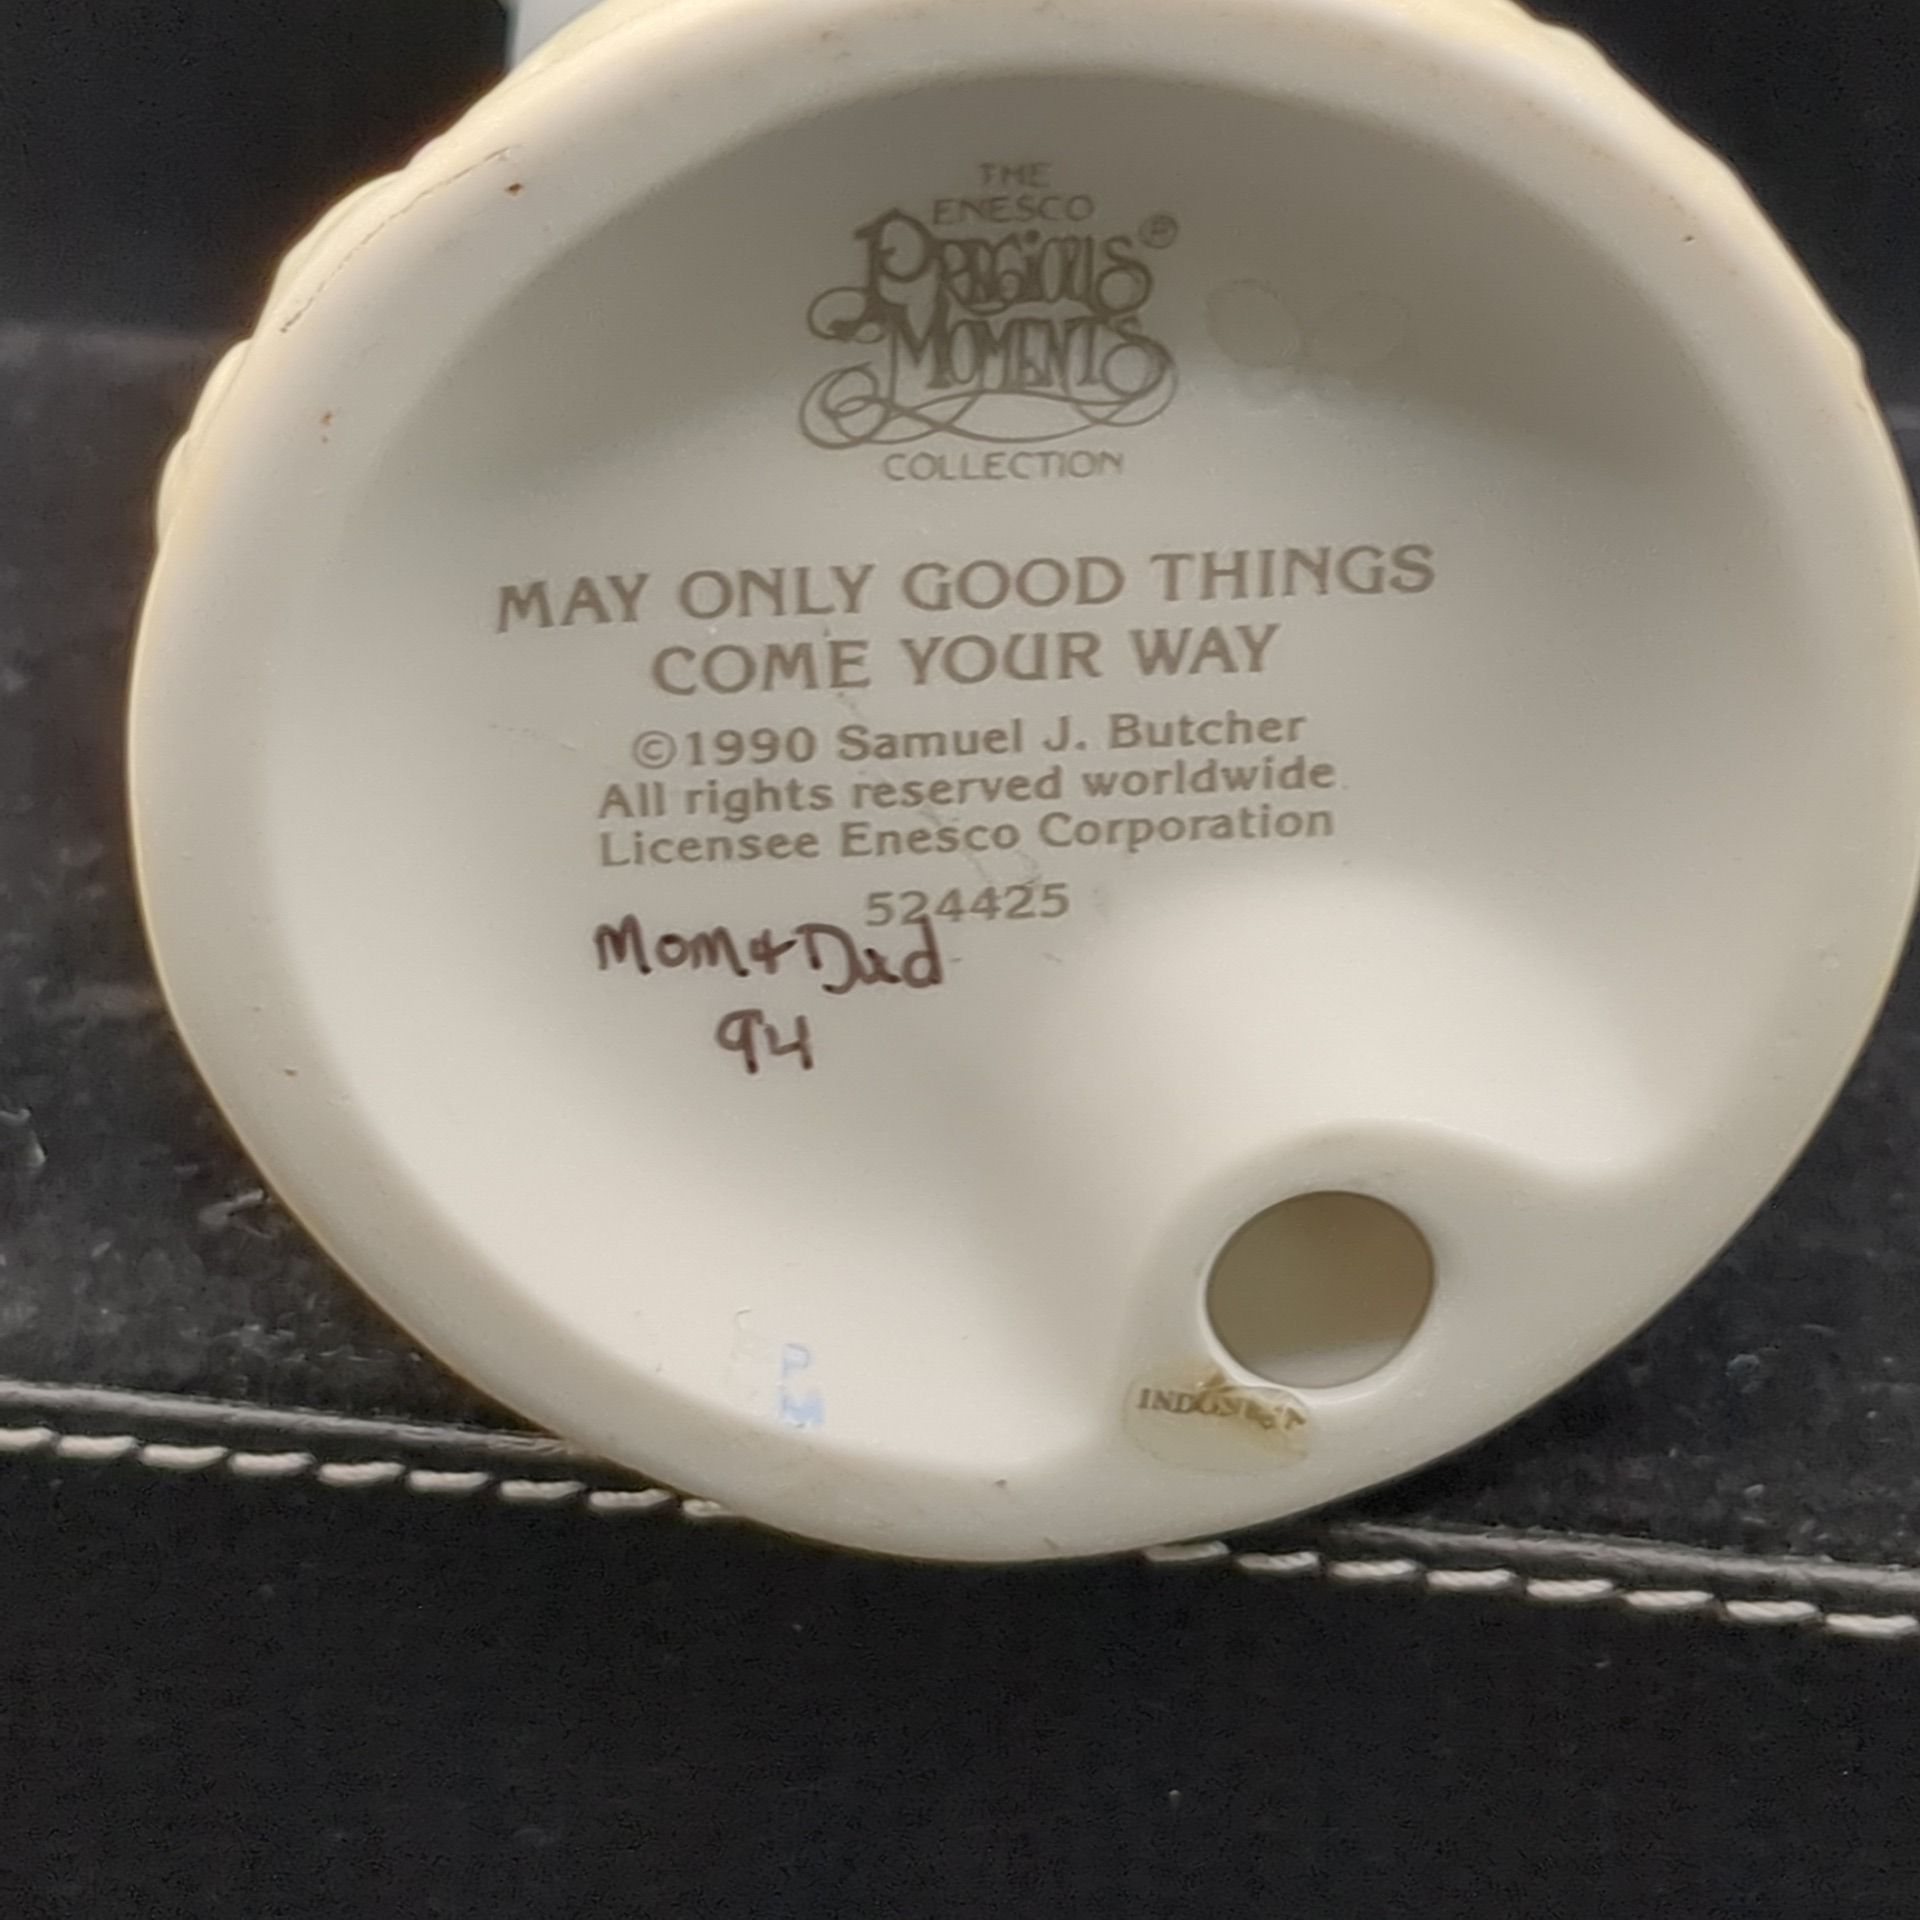 THE
ENESCO
PRECIOUS®
MOMENTS
COLLECTION
MAY ONLY GOOD THINGS
COME YOUR WAY
©1990 Samuel J. Butcher
All rights reserved worldwide
Licensee Enesco Corporation
524425
Mom & Dad
94